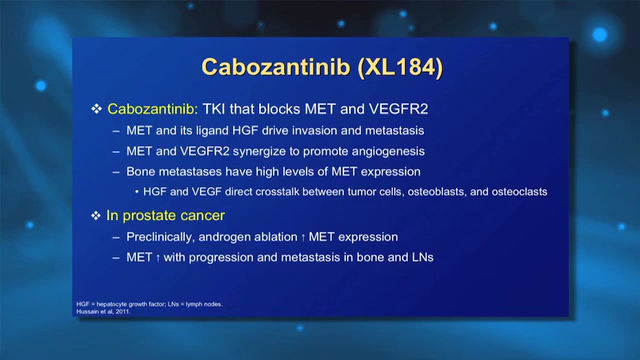 Cabozantinib (XL184)
❖ Cabozantinib: TKI that blocks MET and VEGFR2
– MET and its ligand HGF drive invasion and metastasis
– MET and VEGFR2 synergize to promote angiogenesis
– Bone metastases have high levels of MET expression
• HGF and VEGF direct crosstalk between tumor cells, osteoblasts, and osteoclasts
❖ In prostate cancer
– Preclinically, androgen ablation ↑ MET expression
– MET ↑ with progression and metastasis in bone and LNs
HGF = hepatocyte growth factor; LNs = lymph nodes.
Hussain et al, 2011.